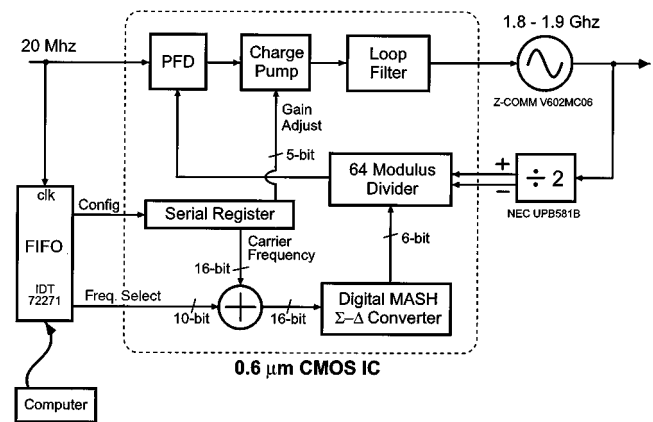 1.8 - 1.9 Ghz
20 Mhz
PFD
Charge
Pump
Loop
Filter
Z-COMM V602MC06
Gain
Adjust
5-bit
64 Modulus
Divider
+
−
÷ 2
NEC UPB581B
clk
Config
Serial Register
FIFO
Carrier
Frequency
16-bit
6-bit
IDT
72271
Freq. Select
10-bit
+
16-bit
Digital MASH
Σ−Δ Converter
0.6 μm CMOS IC
Computer